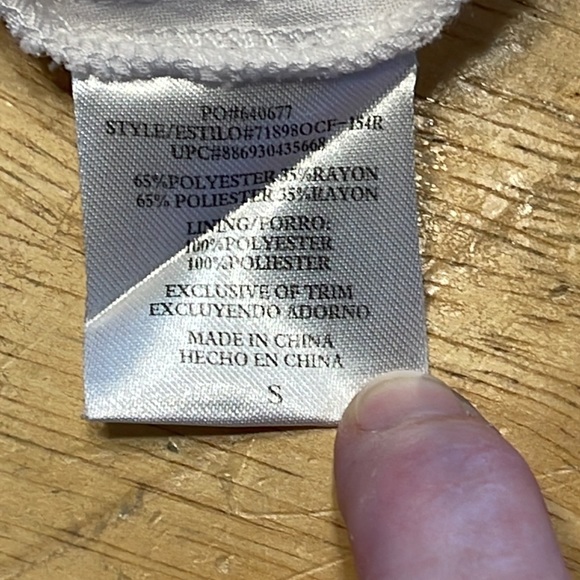 PO#640677
STYLE/ESTILO#71898OCF-154R
UPC#886930435668
65%POLYESTER 35%RAYON
65% POLIESTER 35%RAYON
LINING/FORRO:
100%POLYESTER
100%POLIESTER
EXCLUSIVE OF TRIM
EXCLUYENDO ADORNO
MADE IN CHINA
HECHO EN CHINA
S